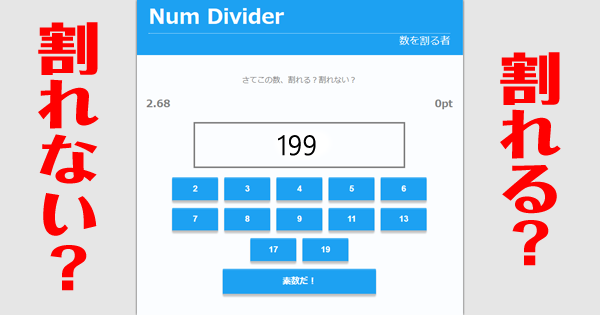 割れない？
Num Divider
数を割る者
さてこの数、割れる？割れない？
2.68
0pt
199
2 3 4 5 6
7 8 9 11 13
17 19
素数だ！
割れる？